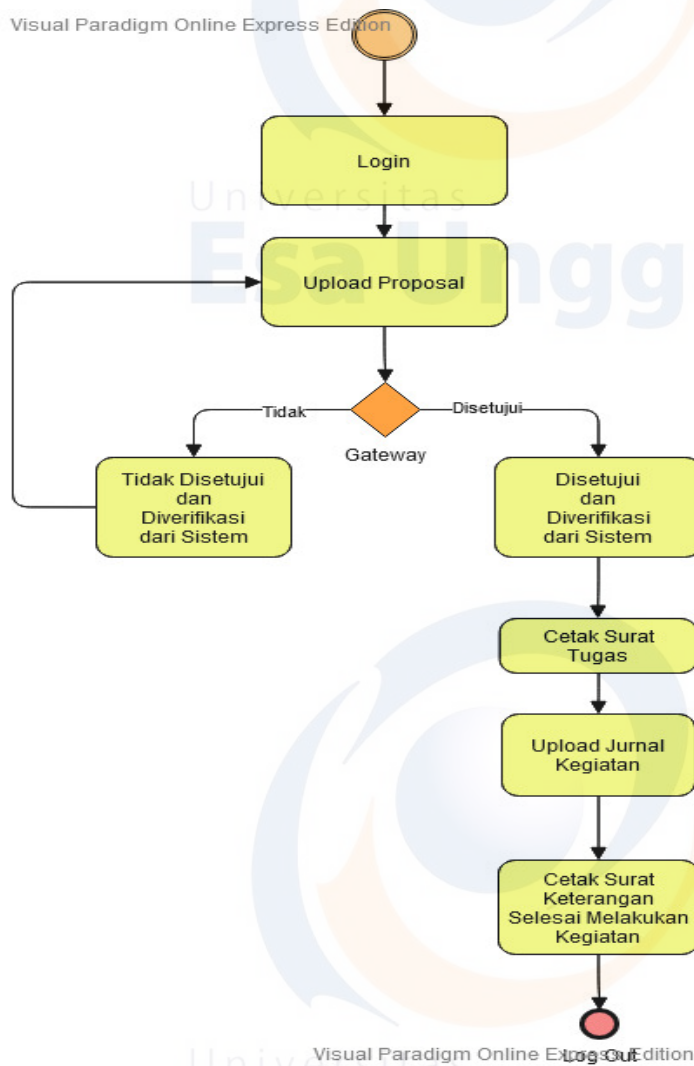 Visual Paradigm Online Express Edition
Login
Universitas
Esa Ungg
Upload Proposal
Tidak
Disetujui
Gateway
Tidak Disetujui
dan
Diverifikasi
dari Sistem
Disetujui
dan
Diverifikasi
dari Sistem
Cetak Surat
Tugas
Upload Jurnal
Kegiatan
Cetak Surat
Keterangan
Selesai Melakukan
Kegiatan
Log Out
Visual Paradigm Online Express Edition